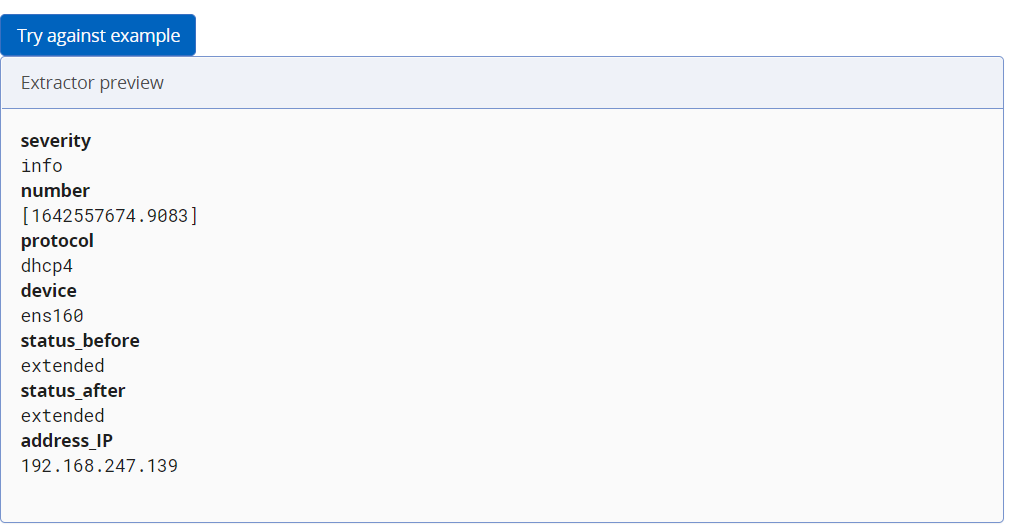 Try against example
Extractor preview
severity
info
number
[1642557674.9083]
protocol
dhcp4
device
ens160
status_before
extended
status_after
extended
address_IP
192.168.247.139